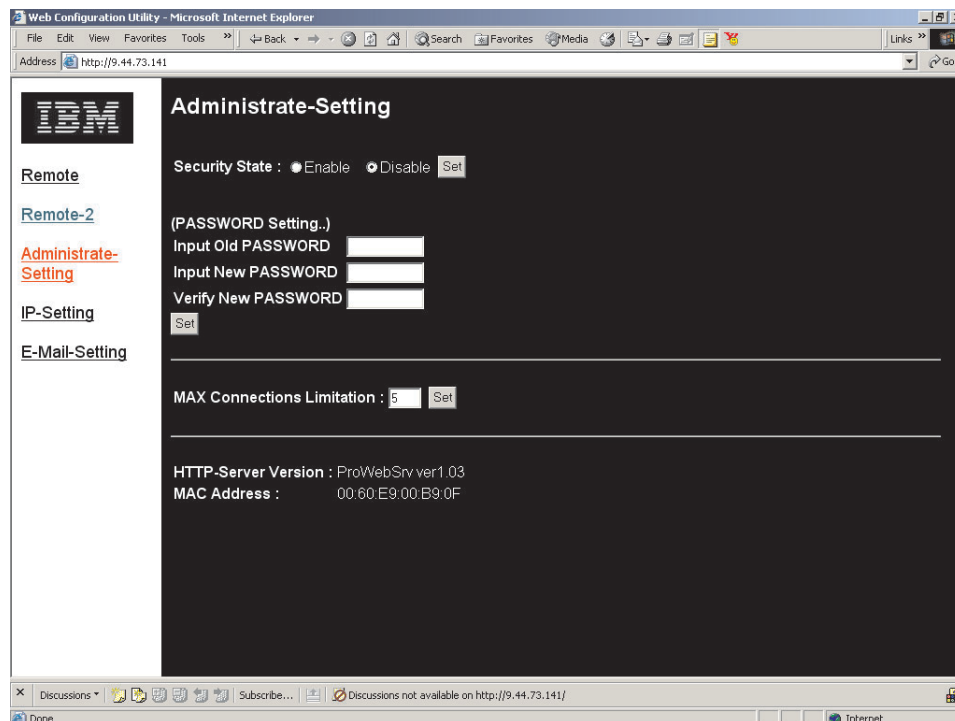 Web Configuration Utility - Microsoft Internet Explorer
File Edit View Favorites Tools » Back Search Favorites Media Links »
Address http://9.44.73.141 Go
IBM
Remote
Remote-2
Administrate-
Setting
IP-Setting
E-Mail-Setting
Administrate-Setting
Security State : Enable Disable Set
(PASSWORD Setting..)
Input Old PASSWORD
Input New PASSWORD
Verify New PASSWORD
Set
MAX Connections Limitation : 5 Set
HTTP-Server Version : ProWebSrv ver1.03
MAC Address : 00:60:E9:00:B9:0F
Discussions Subscribe... Discussions not available on http://9.44.73.141/
Done Internet